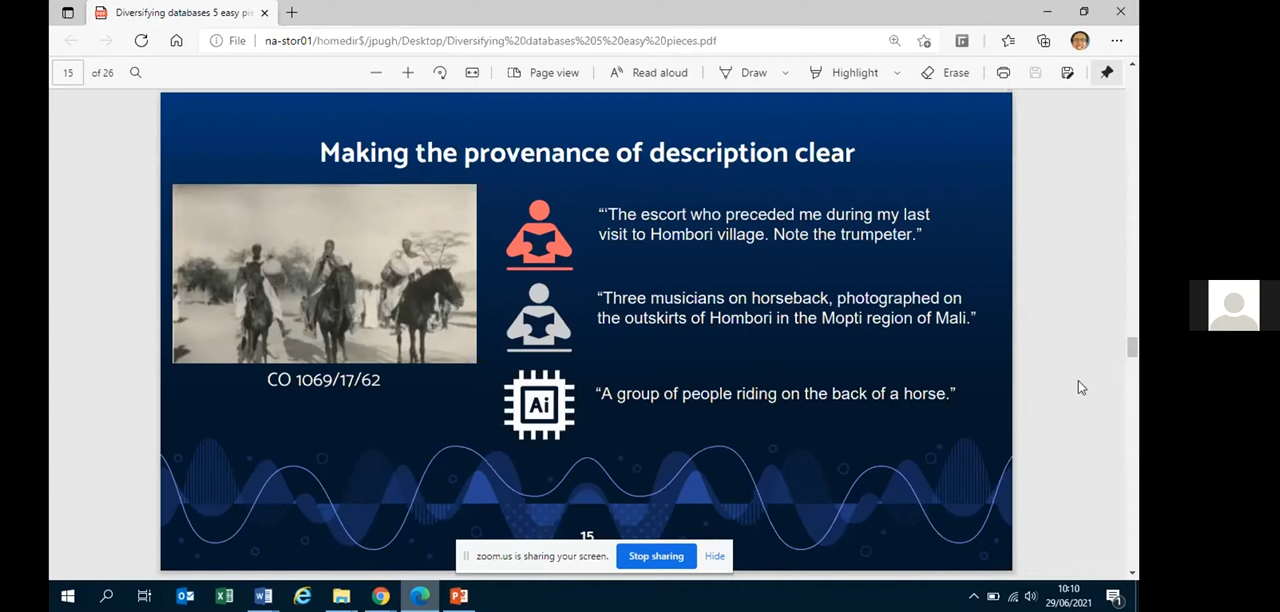 Diversifying databases 5 easy pi
File
na-stor01/homedir$/jpugh/Desktop/Diversifying%20databases%205%20easy%20pieces.pdf
15 of 26
Page view
Read aloud
Draw
Highlight
Erase
Making the provenance of description clear
“‘The escort who preceded me during my last
visit to Hombori village. Note the trumpeter.”
“Three musicians on horseback, photographed on
the outskirts of Hombori in the Mopti region of Mali.”
CO 1069/17/62
Ai
“A group of people riding on the back of a horse.”
15
zoom.us is sharing your screen.
Stop sharing
Hide
10:10
29/06/2021